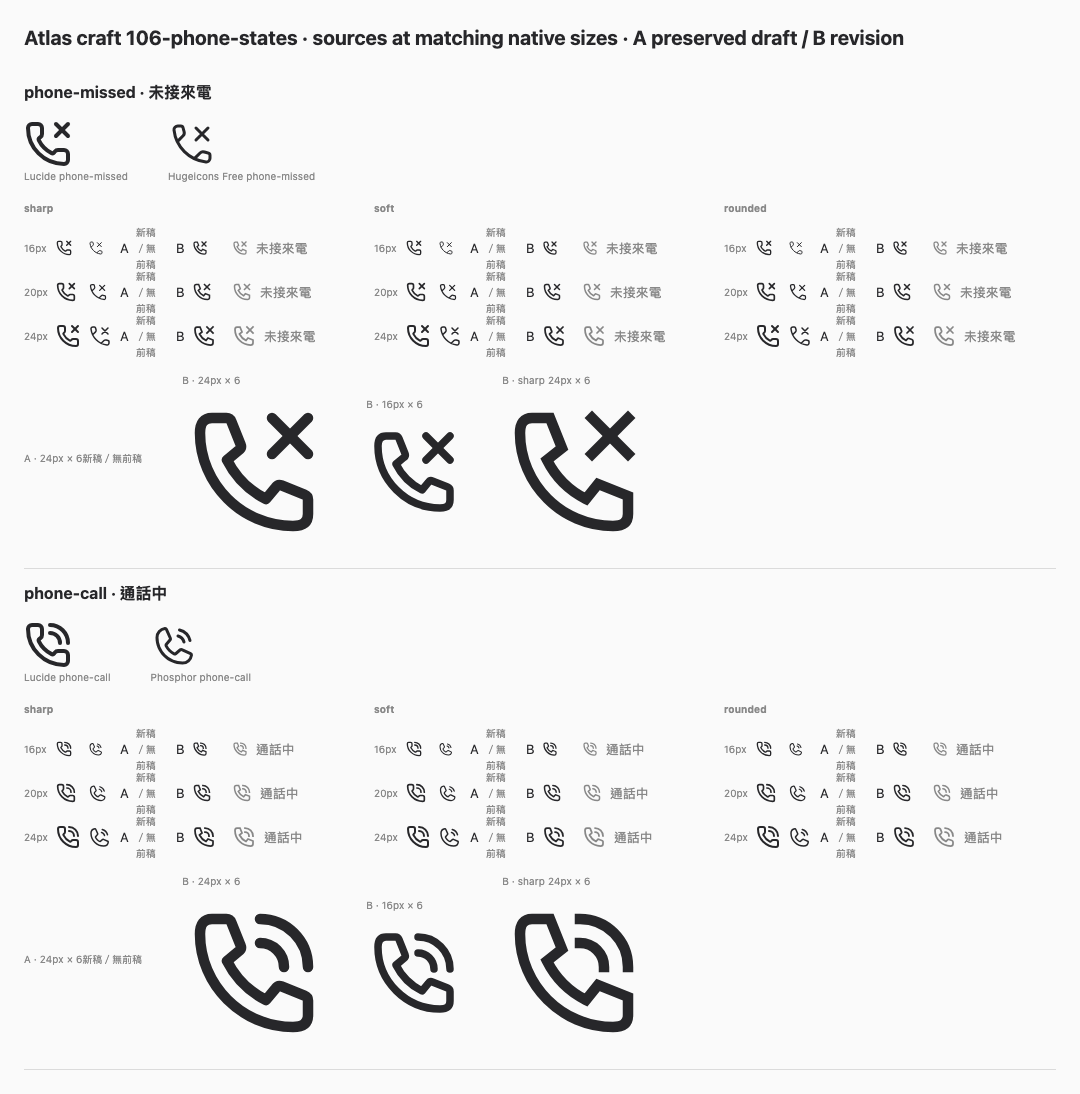 Atlas craft 106-phone-states · sources at matching native sizes · A preserved draft / B revision
phone-missed · 未接來電
Lucide phone-missed
Hugeicons Free phone-missed
sharp
soft
rounded
16px A 新稿 / 無前稿 B 未接來電
16px A 新稿 / 無前稿 B 未接來電
16px A 新稿 / 無前稿 B 未接來電
20px A 新稿 / 無前稿 B 未接來電
20px A 新稿 / 無前稿 B 未接來電
20px A 新稿 / 無前稿 B 未接來電
24px A 新稿 / 無前稿 B 未接來電
24px A 新稿 / 無前稿 B 未接來電
24px A 新稿 / 無前稿 B 未接來電
A · 24px × 6新稿 / 無前稿
B · 24px × 6
B · 16px × 6
B · sharp 24px × 6
phone-call · 通話中
Lucide phone-call
Phosphor phone-call
sharp
soft
rounded
16px A 新稿 / 無前稿 B 通話中
16px A 新稿 / 無前稿 B 通話中
16px A 新稿 / 無前稿 B 通話中
20px A 新稿 / 無前稿 B 通話中
20px A 新稿 / 無前稿 B 通話中
20px A 新稿 / 無前稿 B 通話中
24px A 新稿 / 無前稿 B 通話中
24px A 新稿 / 無前稿 B 通話中
24px A 新稿 / 無前稿 B 通話中
A · 24px × 6新稿 / 無前稿
B · 24px × 6
B · 16px × 6
B · sharp 24px × 6